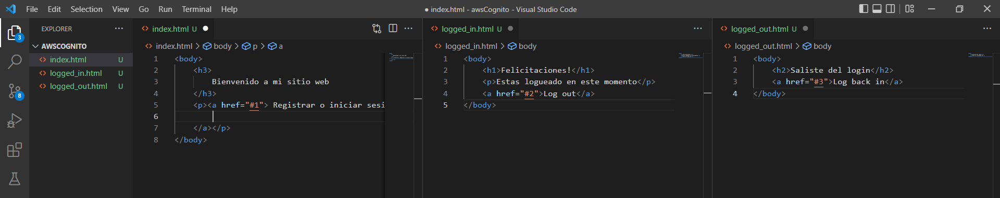 File Edit Selection View Go Run Terminal Help
● index.html - awsCognito - Visual Studio Code
EXPLORER ···
AWSCOGNITO
index.html U
logged_in.html U
logged_out.html U
3
8
index.html U
index.html > body > p > a
1 <body>
2 <h3>
3 Bienvenido a mi sitio web
4 </h3>
5 <p><a href="#1"> Registrar o iniciar sesi
6
7 </a></p>
8 </body>
logged_in.html U
logged_in.html > body
1 <body>
2 <h1>Felicitaciones!</h1>
3 <p>Estas logueado en este momento</p>
4 <a href="#2">Log out</a>
5 </body>
logged_out.html U
logged_out.html > body
1 <body>
2 <h2>Saliste del login</h2>
3 <a href="#3">Log back in</a>
4 </body>